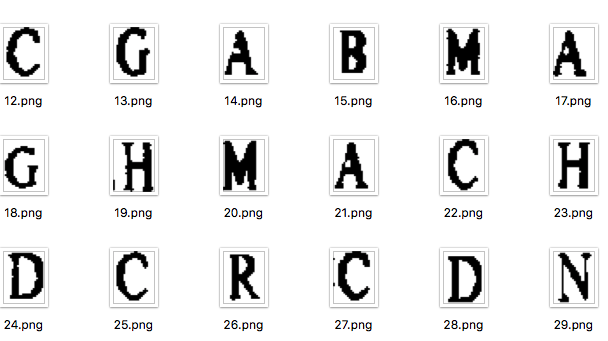 C G A B M A
12.png 13.png 14.png 15.png 16.png 17.png
G H M A C H
18.png 19.png 20.png 21.png 22.png 23.png
D C R C D N
24.png 25.png 26.png 27.png 28.png 29.png